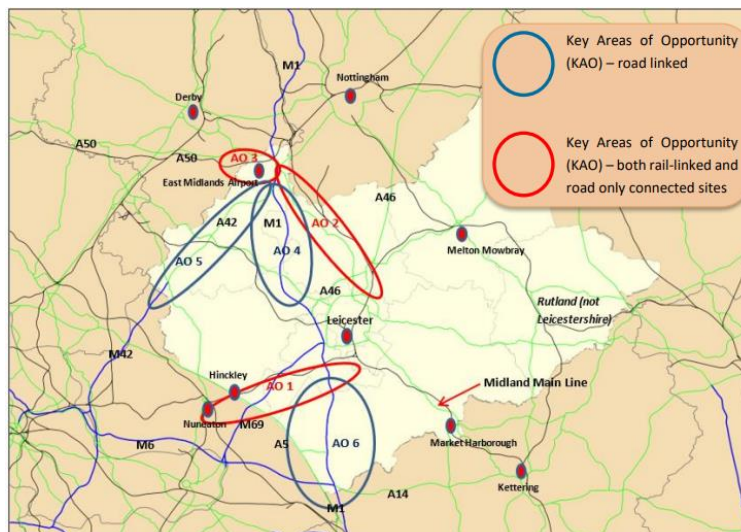 Key Areas of Opportunity
(KAO) – road linked
Key Areas of Opportunity
(KAO) – both rail-linked and
road only connected sites
M1
Nottingham
Derby
A50
A50
AO 3
East Midlands Airport
A46
A42
M1
AO 2
AO 5
AO 4
Melton Mowbray
A46
Rutland (not
Leicestershire)
Leicester
M42
Hinckley
AO 1
Midland Main Line
Nuneaton
M69
Market Harborough
M6
A5
AO 6
Kettering
A14
M1